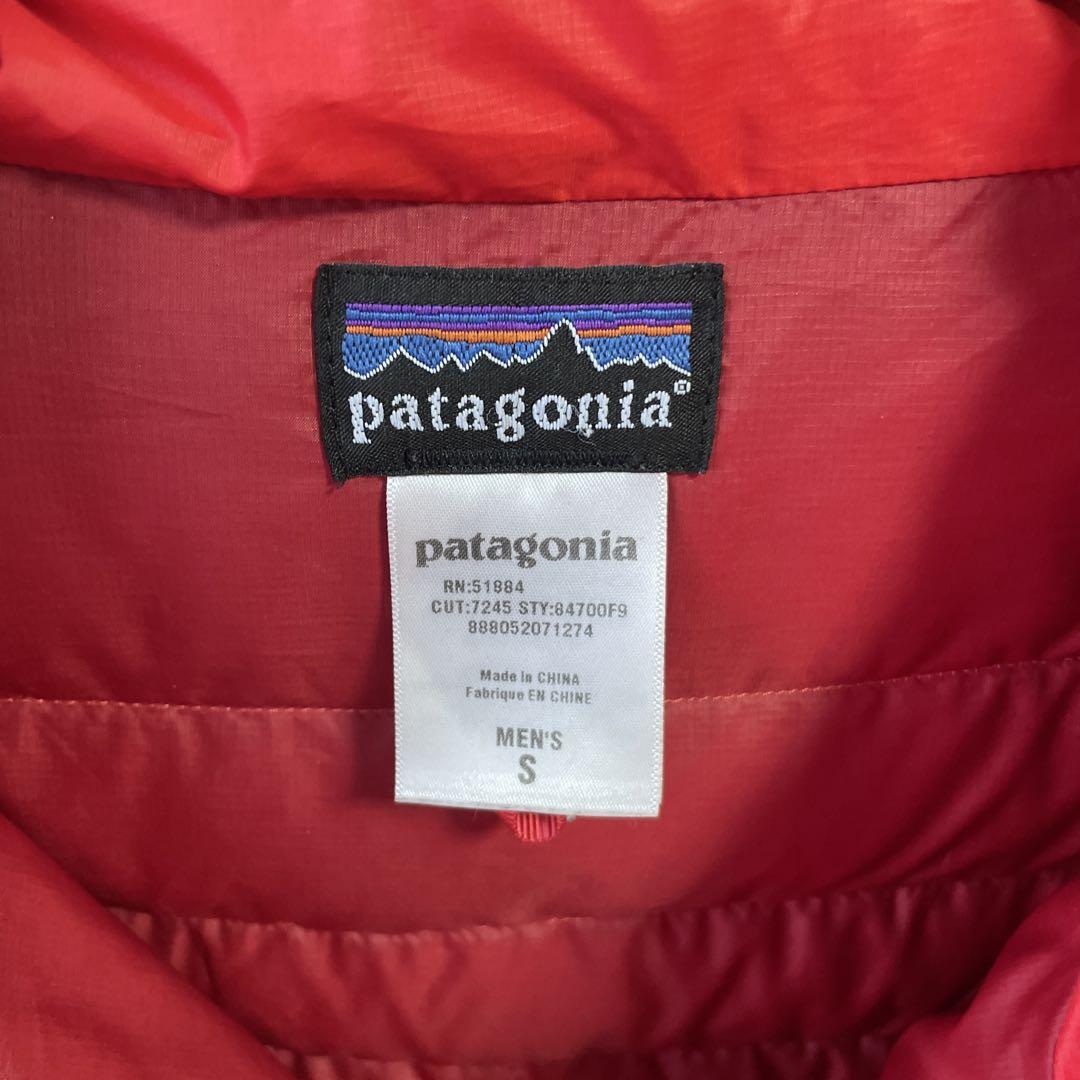 patagonia®
patagonia
RN:51884
CUT:7245 STY:84700F9
888052071274
Made in CHINA
Fabrique EN CHINE
MEN'S
S